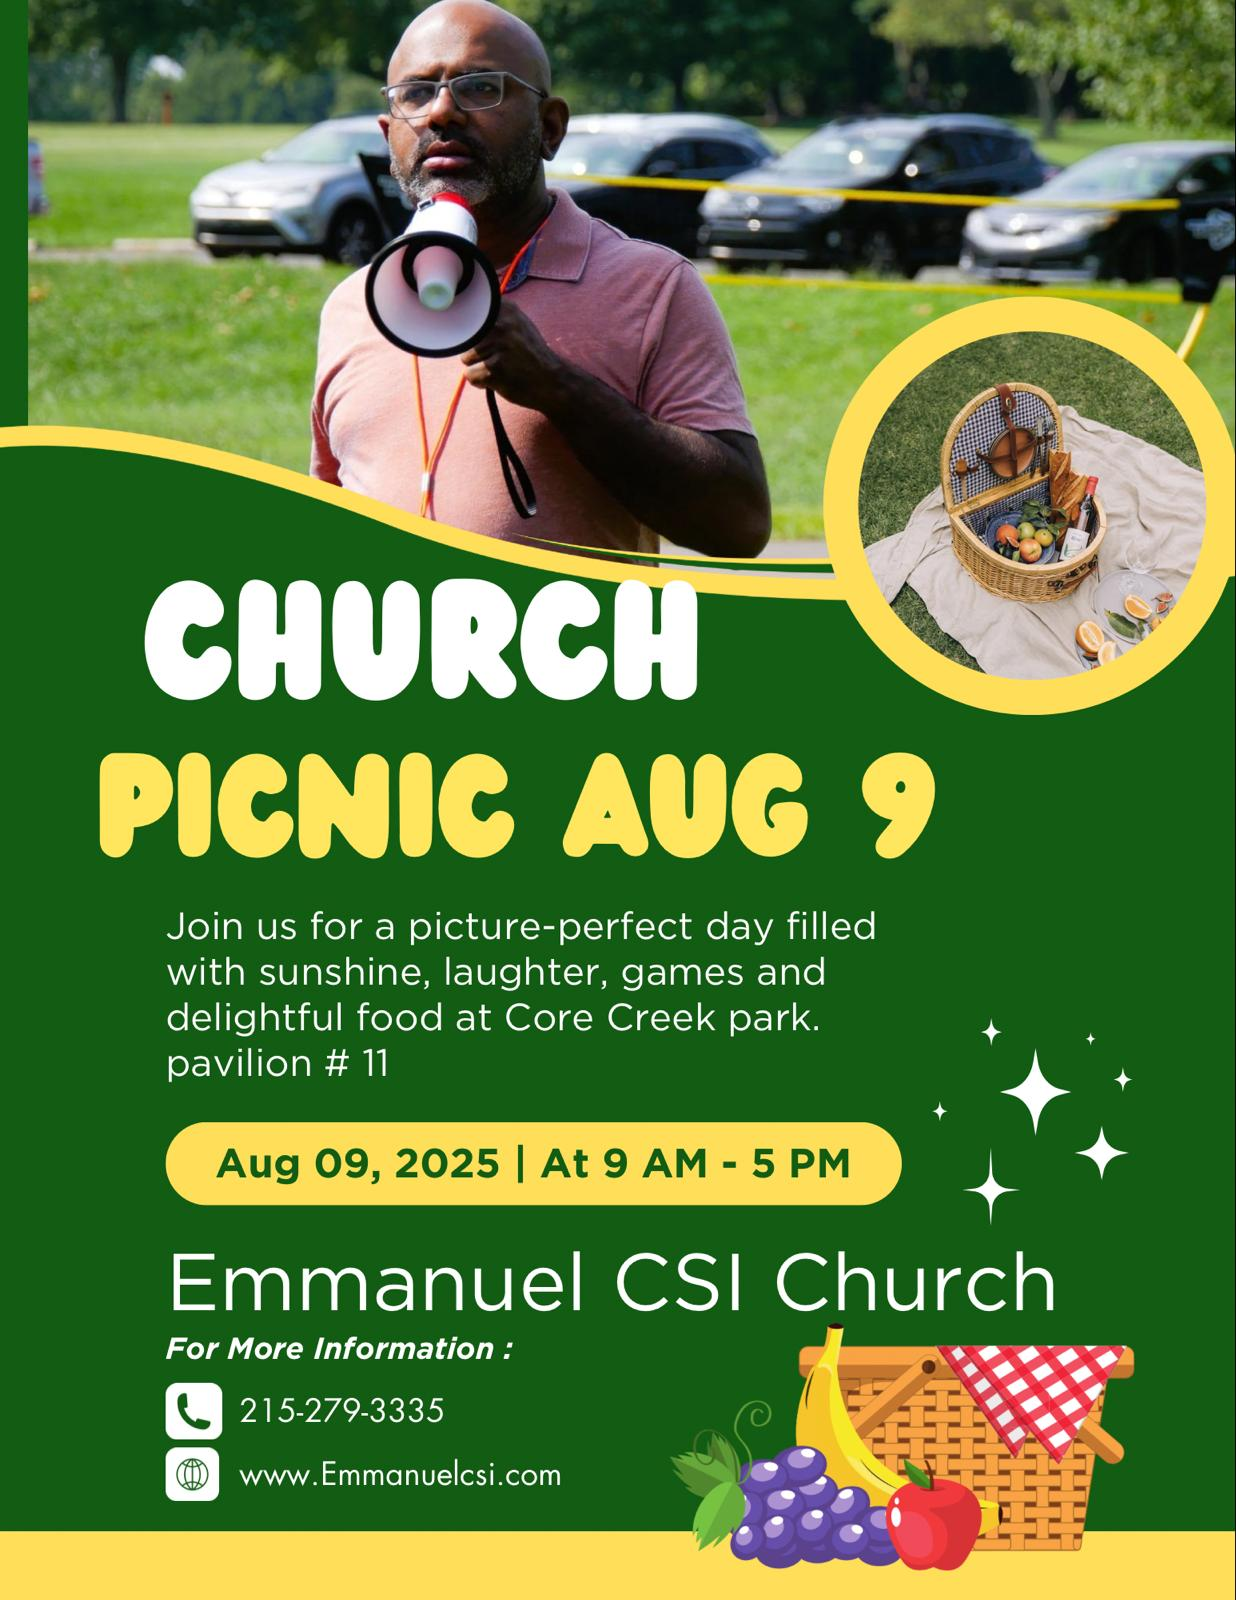 CHURCH
PICNIC AUG 9
Join us for a picture-perfect day filled
with sunshine, laughter, games and
delightful food at Core Creek park.
pavilion # 11
Aug 09, 2025 | At 9 AM - 5 PM
Emmanuel CSI Church
For More Information :
215-279-3335
www.Emmanuelcsi.com